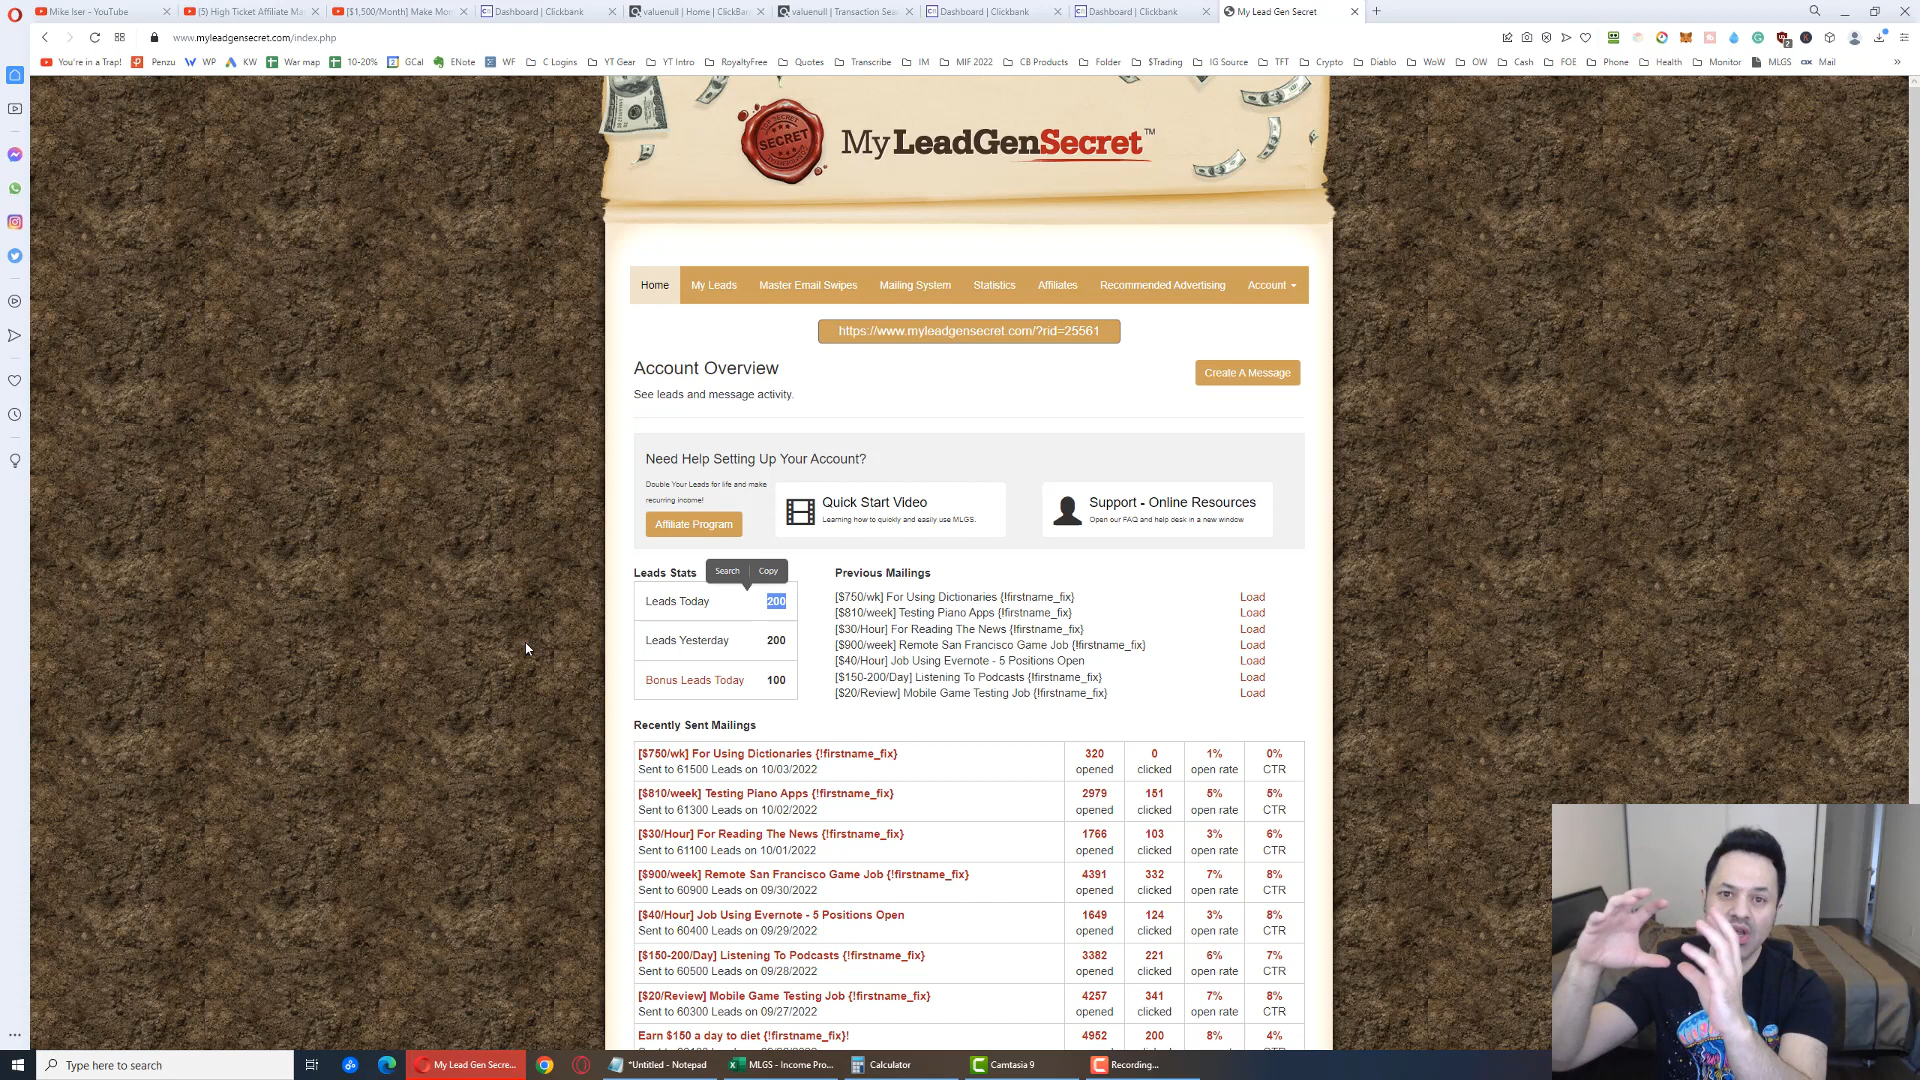 Mike Iser - YouTube
(5) High Ticket Affiliate Ma
[$1,500/Month] Make Mon
Dashboard | Clickbank
valuenull | Home | ClickBan
valuenull | Transaction Sea
Dashboard | Clickbank
Dashboard | Clickbank
My Lead Gen Secret
www.myleadgensecret.com/index.php
You're in a Trap! Penzu WP KW War map 10-20% GCal ENote WF C Logins YT Gear YT Intro RoyaltyFree Quotes Transcribe IM MIF 2022 CB Products Folder $Trading IG Source TFT Crypto Diablo WoW OW Cash FOE Phone Health Monitor MLGS Mail
SECRET
MyLeadGenSecret™
Home My Leads Master Email Swipes Mailing System Statistics Affiliates Recommended Advertising Account
https://www.myleadgensecret.com/?rid=25561
Account Overview
Create A Message
See leads and message activity.
Need Help Setting Up Your Account?
Double Your Leads for life and make
recurring income!
Affiliate Program
Quick Start Video
Learning how to quickly and easily use MLGS.
Support - Online Resources
Open our FAQ and help desk in a new window
Leads Stats
Search Copy
Leads Today 200
Leads Yesterday 200
Bonus Leads Today 100
Previous Mailings
[$750/wk] For Using Dictionaries {!firstname_fix} Load
[$810/week] Testing Piano Apps {!firstname_fix} Load
[$30/Hour] For Reading The News {!firstname_fix} Load
[$900/week] Remote San Francisco Game Job {!firstname_fix} Load
[$40/Hour] Job Using Evernote - 5 Positions Open Load
[$150-200/Day] Listening To Podcasts {!firstname_fix} Load
[$20/Review] Mobile Game Testing Job {!firstname_fix} Load
Recently Sent Mailings
[$750/wk] For Using Dictionaries {!firstname_fix} 320 0 1% 0%
Sent to 61500 Leads on 10/03/2022 opened clicked open rate CTR
[$810/week] Testing Piano Apps {!firstname_fix} 2979 151 5% 5%
Sent to 61300 Leads on 10/02/2022 opened clicked open rate CTR
[$30/Hour] For Reading The News {!firstname_fix} 1766 103 3% 6%
Sent to 61100 Leads on 10/01/2022 opened clicked open rate CTR
[$900/week] Remote San Francisco Game Job {!firstname_fix} 4391 332 7% 8%
Sent to 60900 Leads on 09/30/2022 opened clicked open rate CTR
[$40/Hour] Job Using Evernote - 5 Positions Open 1649 124 3% 8%
Sent to 60400 Leads on 09/29/2022 opened clicked open rate CTR
[$150-200/Day] Listening To Podcasts {!firstname_fix} 3382 221 6% 7%
Sent to 60500 Leads on 09/28/2022 opened clicked open rate CTR
[$20/Review] Mobile Game Testing Job {!firstname_fix} 4257 341 7% 8%
Sent to 60300 Leads on 09/27/2022 opened clicked open rate CTR
Earn $150 a day to diet {!firstname_fix}! 4952 200 8% 4%
Type here to search
My Lead Gen Secre...
*Untitled - Notepad
MLGS - Income Pro...
Calculator
Camtasia 9
Recording...